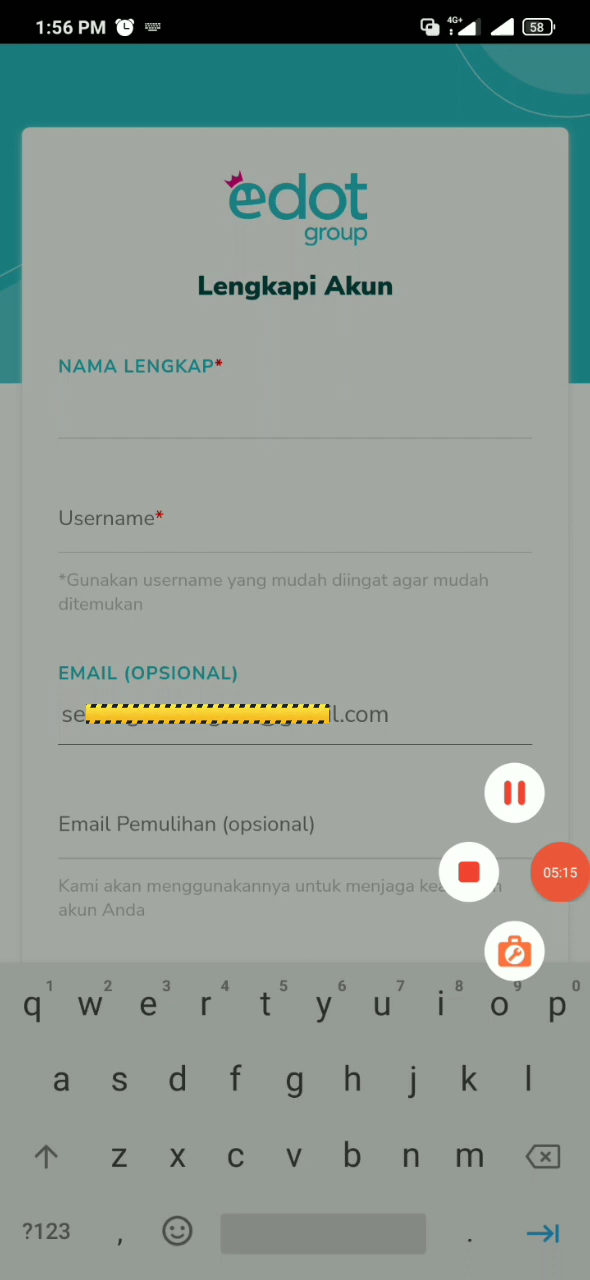 1:56 PM 4G+ 58
edot
group
Lengkapi Akun
NAMA LENGKAP*
Username*
*Gunakan username yang mudah diingat agar mudah
ditemukan
EMAIL (OPSIONAL)
se l.com
Email Pemulihan (opsional)
Kami akan menggunakannya untuk menjaga
05:15
akun Anda
1 2 3 4 5 6 7 8 9 0
q w e r t y u i o p
a s d f g h j k l
z x c v b n m
?123 , .